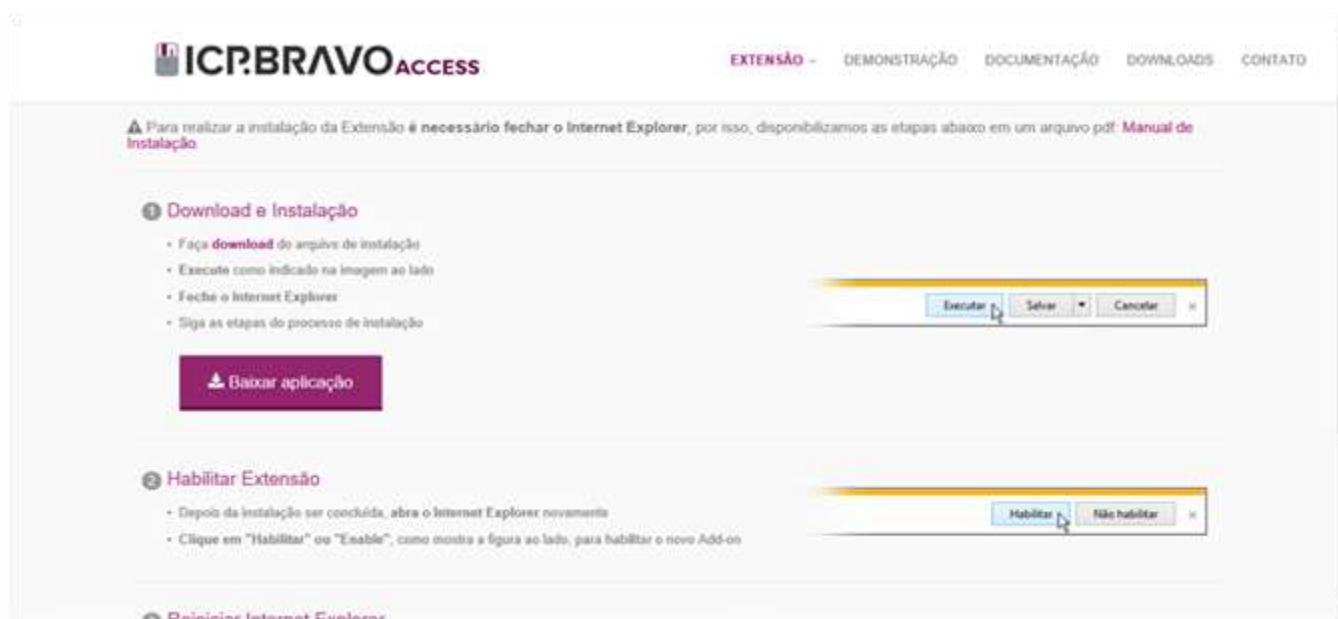 ICP.BRAVO ACCESS
EXTENSÃO
DEMONSTRAÇÃO
DOCUMENTAÇÃO
DOWNLOADS
CONTATO
Para realizar a instalação da Extensão é necessário fechar o Internet Explorer, por isso, disponibilizamos as etapas abaixo em um arquivo pdf: Manual de
Instalação.
1 Download e Instalação
• Faça download do arquivo de instalação
• Execute como indicado na imagem ao lado
• Feche o Internet Explorer
• Siga as etapas do processo de instalação
Executar
Salvar
Cancelar
Baixar aplicação
2 Habilitar Extensão
• Depois da instalação ser concluída, abra o Internet Explorer novamente
• Clique em "Habilitar" ou "Enable", como mostra a figura ao lado, para habilitar o novo Add-on
Habilitar
Não habilitar
Reiniciar Internet Explorer